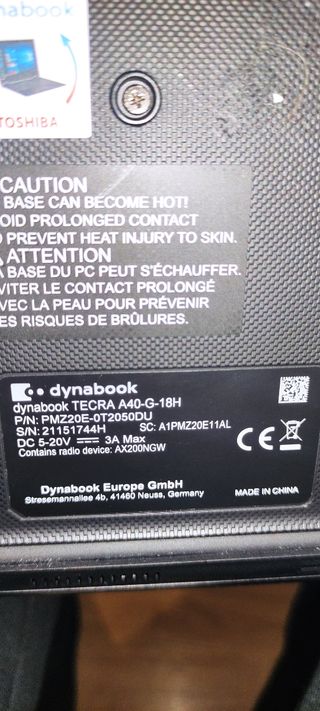 nabook
TOSHIBA
CAUTION
BASE CAN BECOME HOT!
OID PROLONGED CONTACT
O PREVENT HEAT INJURY TO SKIN.
ATTENTION
A BASE DU PC PEUT S'ÉCHAUFFER.
VITER LE CONTACT PROLONGÉ
VEC LA PEAU POUR PRÉVENIR
ES RISQUES DE BRÛLURES.
dynabook
dynabook TECRA A40-G-18H
P/N: PMZ20E-0T2050DU
S/N: 21151744H SC: A1PMZ20E11AL
DC 5-20V ⎓ 3A Max
Contains radio device: AX200NGW
CE
Dynabook Europe GmbH
Stresemannallee 4b, 41460 Neuss, Germany
MADE IN CHINA